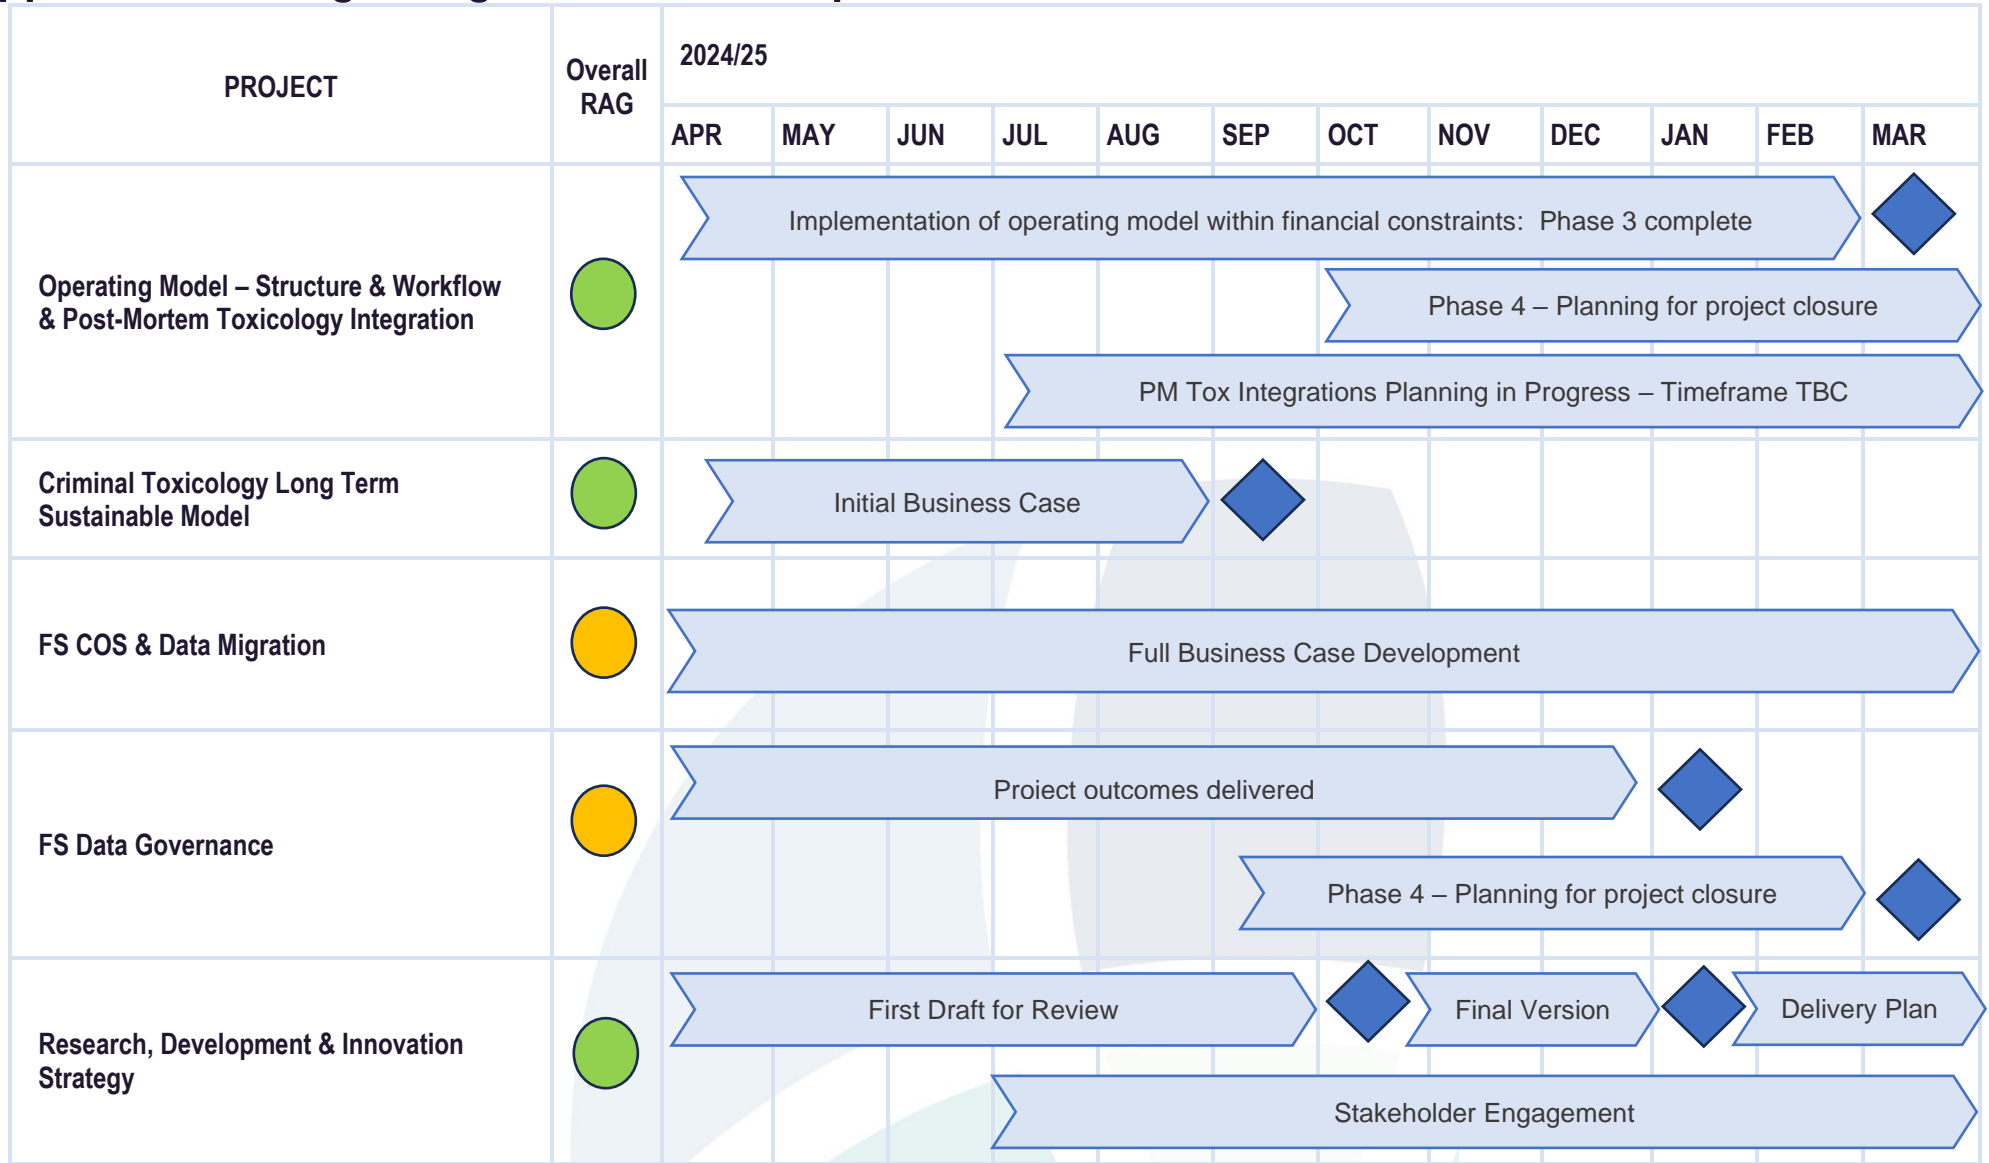 PROJECT
Overall
RAG
2024/25
APR MAY JUN JUL AUG SEP OCT NOV DEC JAN FEB MAR
Operating Model – Structure & Workflow
& Post-Mortem Toxicology Integration
Implementation of operating model within financial constraints: Phase 3 complete
Phase 4 – Planning for project closure
PM Tox Integrations Planning in Progress – Timeframe TBC
Criminal Toxicology Long Term
Sustainable Model
Initial Business Case
FS COS & Data Migration
Full Business Case Development
FS Data Governance
Project outcomes delivered
Phase 4 – Planning for project closure
Research, Development & Innovation
Strategy
First Draft for Review
Final Version
Delivery Plan
Stakeholder Engagement